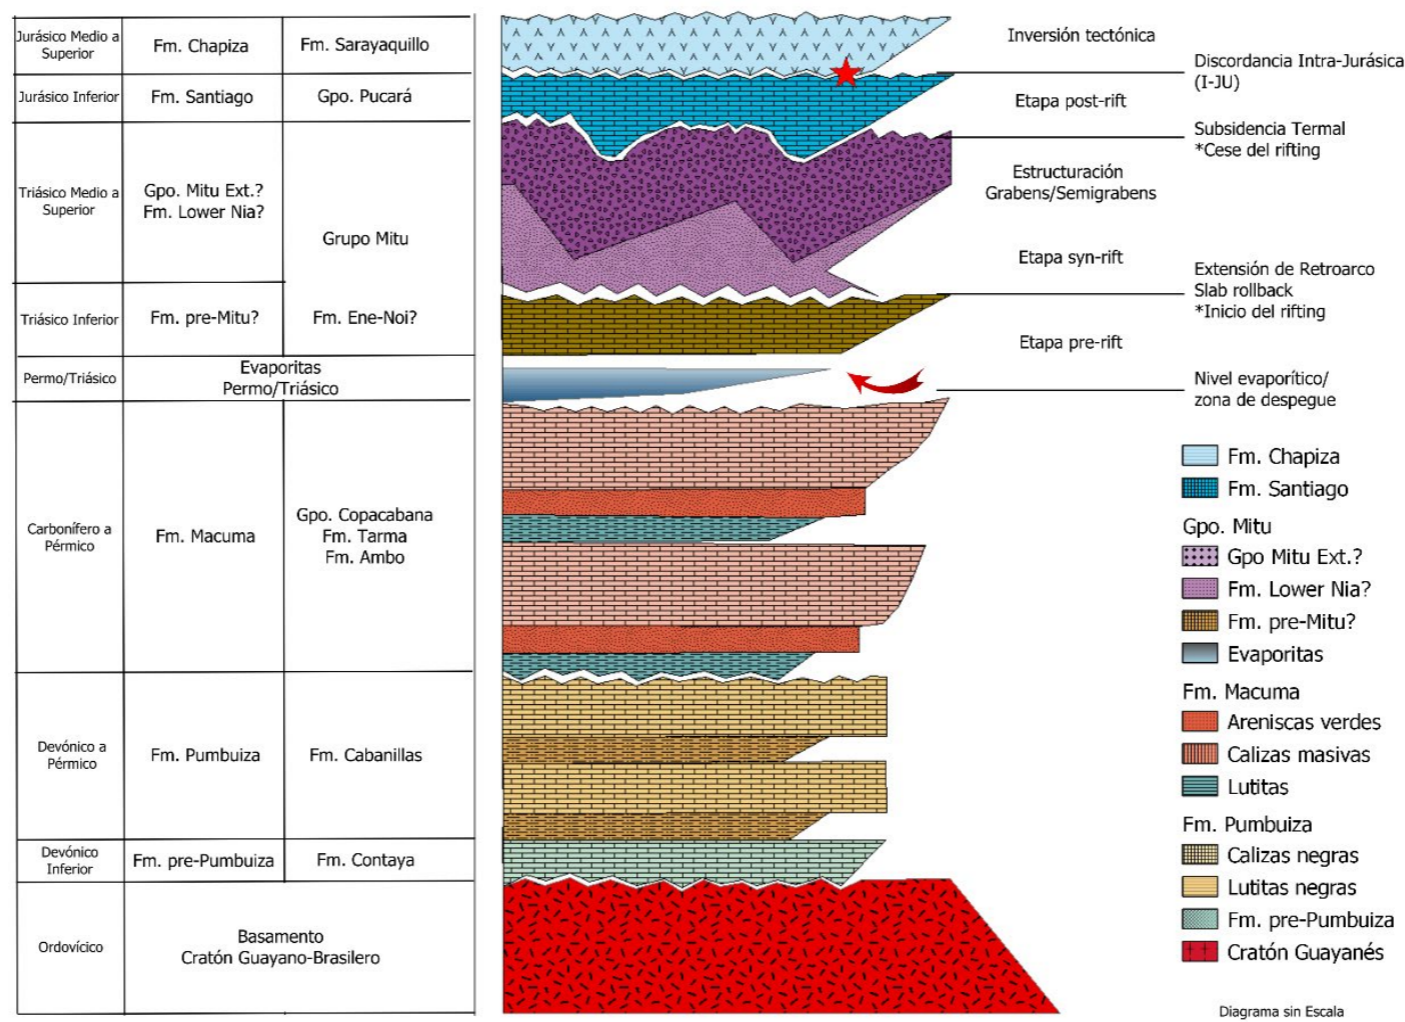 Jurásico Medio a
Superior
Fm. Chapiza
Fm. Sarayaquillo
Jurásico Inferior
Fm. Santiago
Gpo. Pucará
Triásico Medio a
Superior
Gpo. Mitu Ext.?
Fm. Lower Nia?
Grupo Mitu
Triásico Inferior
Fm. pre-Mitu?
Fm. Ene-Noi?
Permo/Triásico
Evaporitas
Permo/Triásico
Carbonífero a
Pérmico
Fm. Macuma
Gpo. Copacabana
Fm. Tarma
Fm. Ambo
Devónico a
Pérmico
Fm. Pumbuiza
Fm. Cabanillas
Devónico
Inferior
Fm. pre-Pumbuiza
Fm. Contaya
Ordovícico
Basamento
Cratón Guayano-Brasilero
Inversión tectónica
Discordancia Intra-Jurásica
(I-JU)
Etapa post-rift
Subsidencia Termal
*Cese del rifting
Estructuración
Grabens/Semigrabens
Etapa syn-rift
Extensión de Retroarco
Slab rollback
*Inicio del rifting
Etapa pre-rift
Nivel evaporítico/
zona de despegue
Fm. Chapiza
Fm. Santiago
Gpo. Mitu
Gpo Mitu Ext.?
Fm. Lower Nia?
Fm. pre-Mitu?
Evaporitas
Fm. Macuma
Areniscas verdes
Calizas masivas
Lutitas
Fm. Pumbuiza
Calizas negras
Lutitas negras
Fm. pre-Pumbuiza
Cratón Guayanés
Diagrama sin Escala